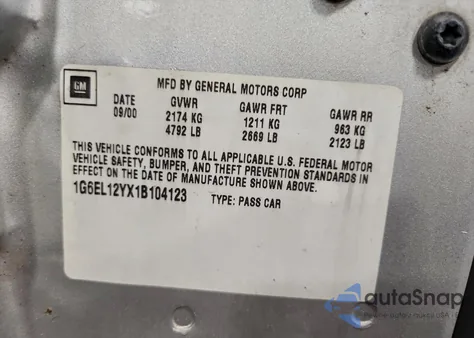 GM
MFD BY GENERAL MOTORS CORP
DATE GVWR GAWR FRT GAWR RR
09/00 2174 KG 1211 KG 963 KG
4792 LB 2669 LB 2123 LB
THIS VEHICLE CONFORMS TO ALL APPLICABLE U.S. FEDERAL MOTOR
VEHICLE SAFETY, BUMPER, AND THEFT PREVENTION STANDARDS IN
EFFECT ON THE DATE OF MANUFACTURE SHOWN ABOVE.
1G6EL12YX1B104123 TYPE: PASS CAR
autaSnap